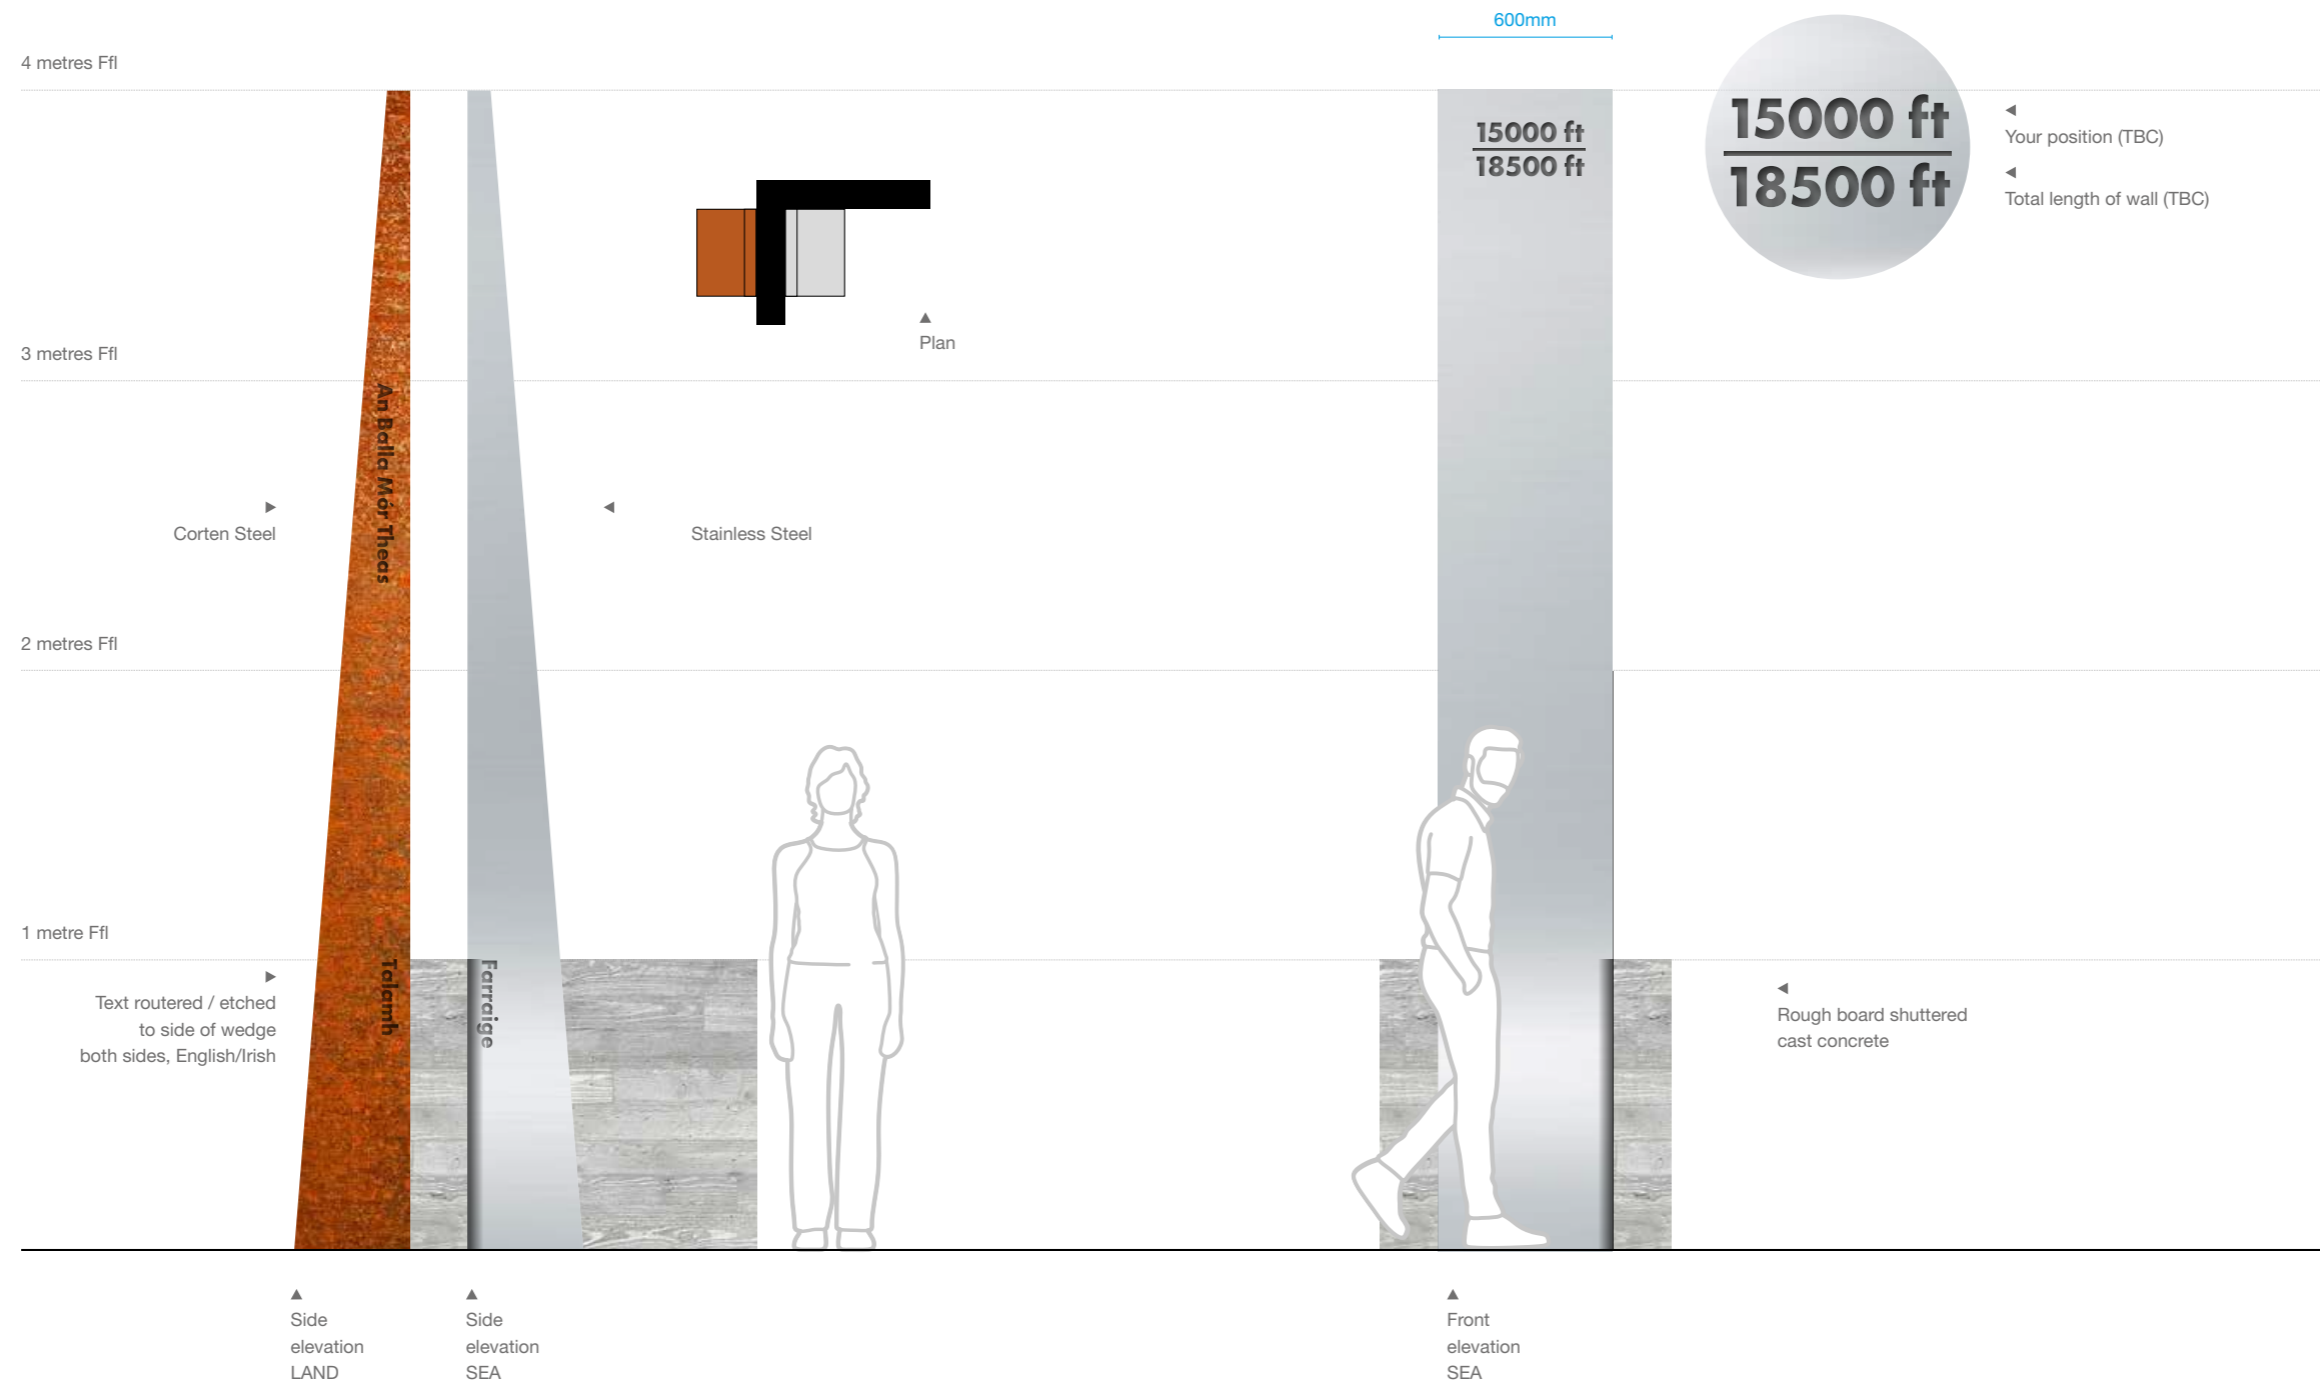 600mm
4 metres Ffl
15000 ft
18500 ft
15000 ft
18500 ft
Your position (TBC)
Total length of wall (TBC)
Plan
3 metres Ffl
An Balla Mór Theas
Corten Steel
Stainless Steel
2 metres Ffl
1 metre Ffl
Talamh
Farraige
Text routered / etched
to side of wedge
both sides, English/Irish
Rough board shuttered
cast concrete
Side
elevation
LAND
Side
elevation
SEA
Front
elevation
SEA